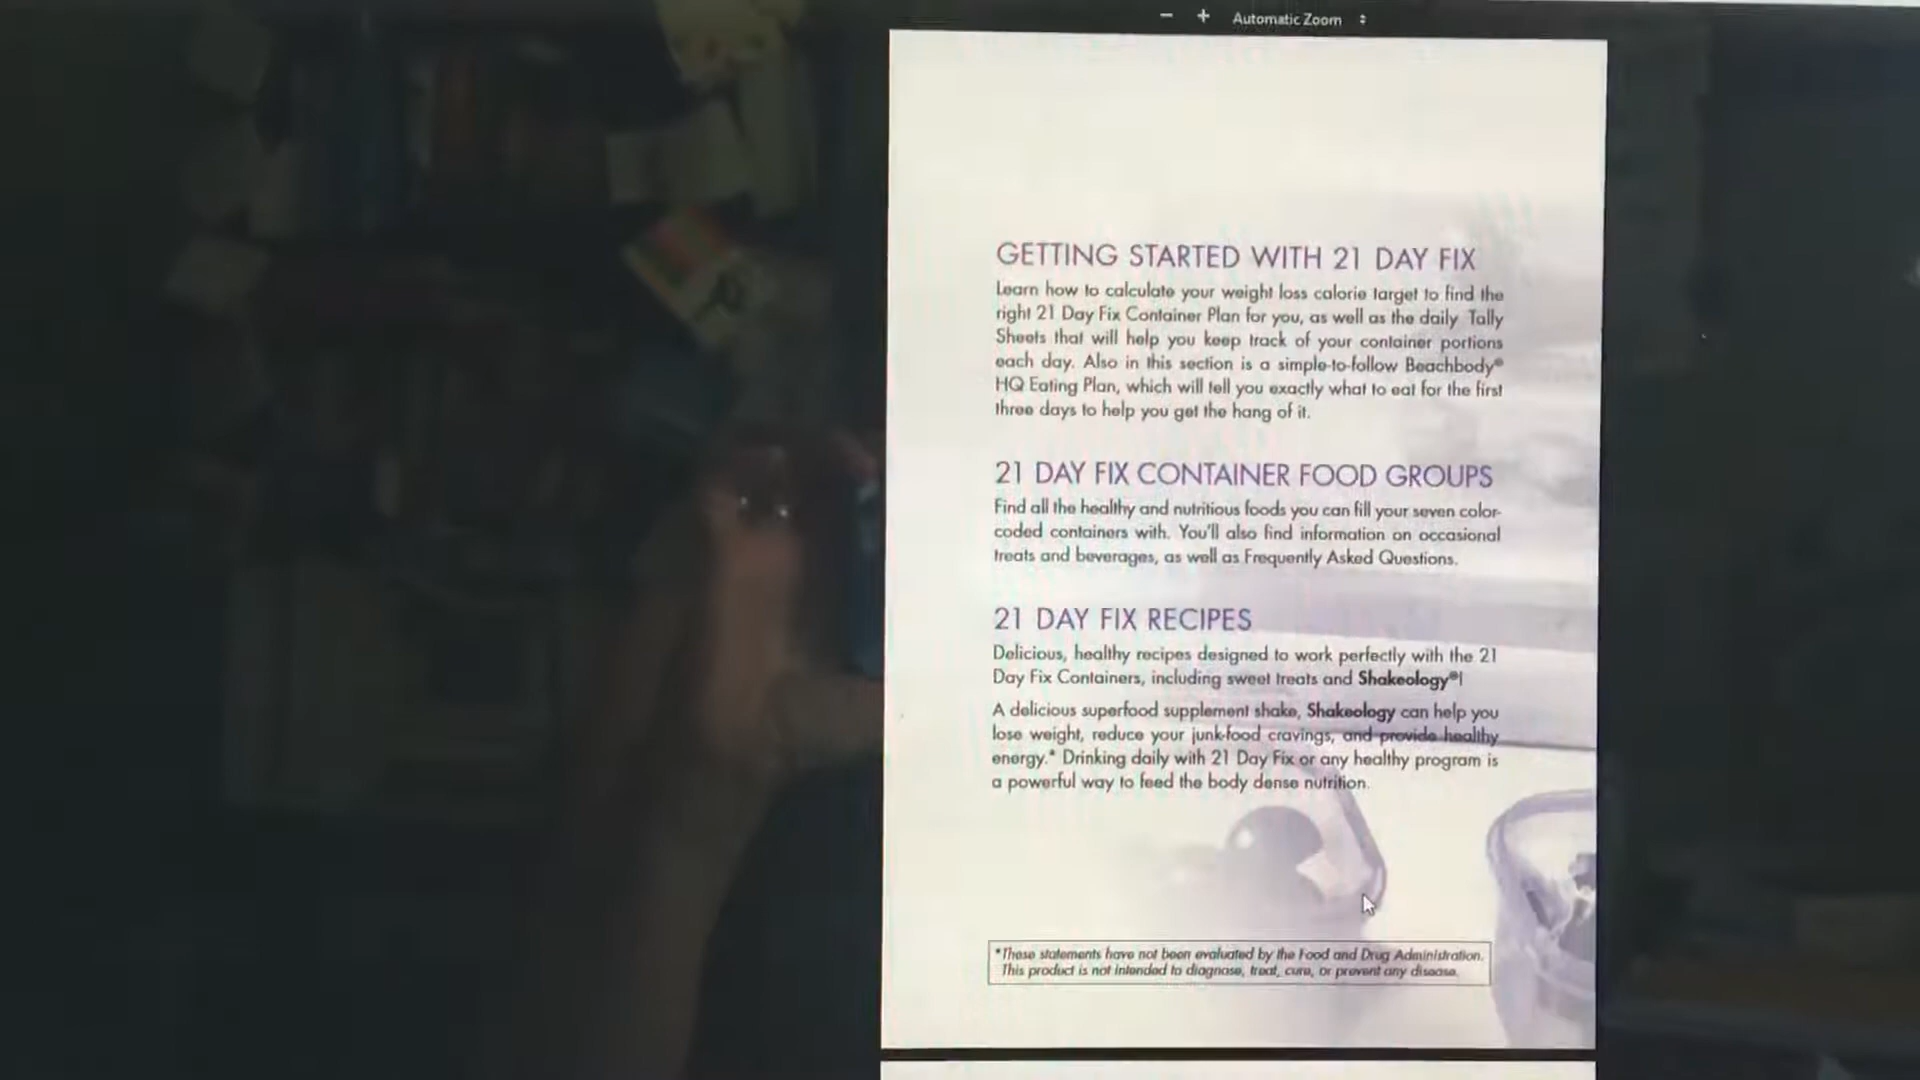 Automatic Zoom
GETTING STARTED WITH 21 DAY FIX
Learn how to calculate your weight loss calorie target to find the
right 21 Day Fix Container Plan for you, as well as the daily Tally
Sheets that will help you keep track of your container portions
each day. Also in this section is a simple-to-follow Beachbody®
HQ Eating Plan, which will tell you exactly what to eat for the first
three days to help you get the hang of it.
21 DAY FIX CONTAINER FOOD GROUPS
Find all the healthy and nutritious foods you can fill your seven color-
coded containers with. You'll also find information on occasional
treats and beverages, as well as Frequently Asked Questions.
21 DAY FIX RECIPES
Delicious, healthy recipes designed to work perfectly with the 21
Day Fix Containers, including sweet treats and Shakeology®!
A delicious superfood supplement shake, Shakeology can help you
lose weight, reduce your junk-food cravings, and provide healthy
energy.* Drinking daily with 21 Day Fix or any healthy program is
a powerful way to feed the body dense nutrition.
*These statements have not been evaluated by the Food and Drug Administration.
This product is not intended to diagnose, treat, cure, or prevent any disease.